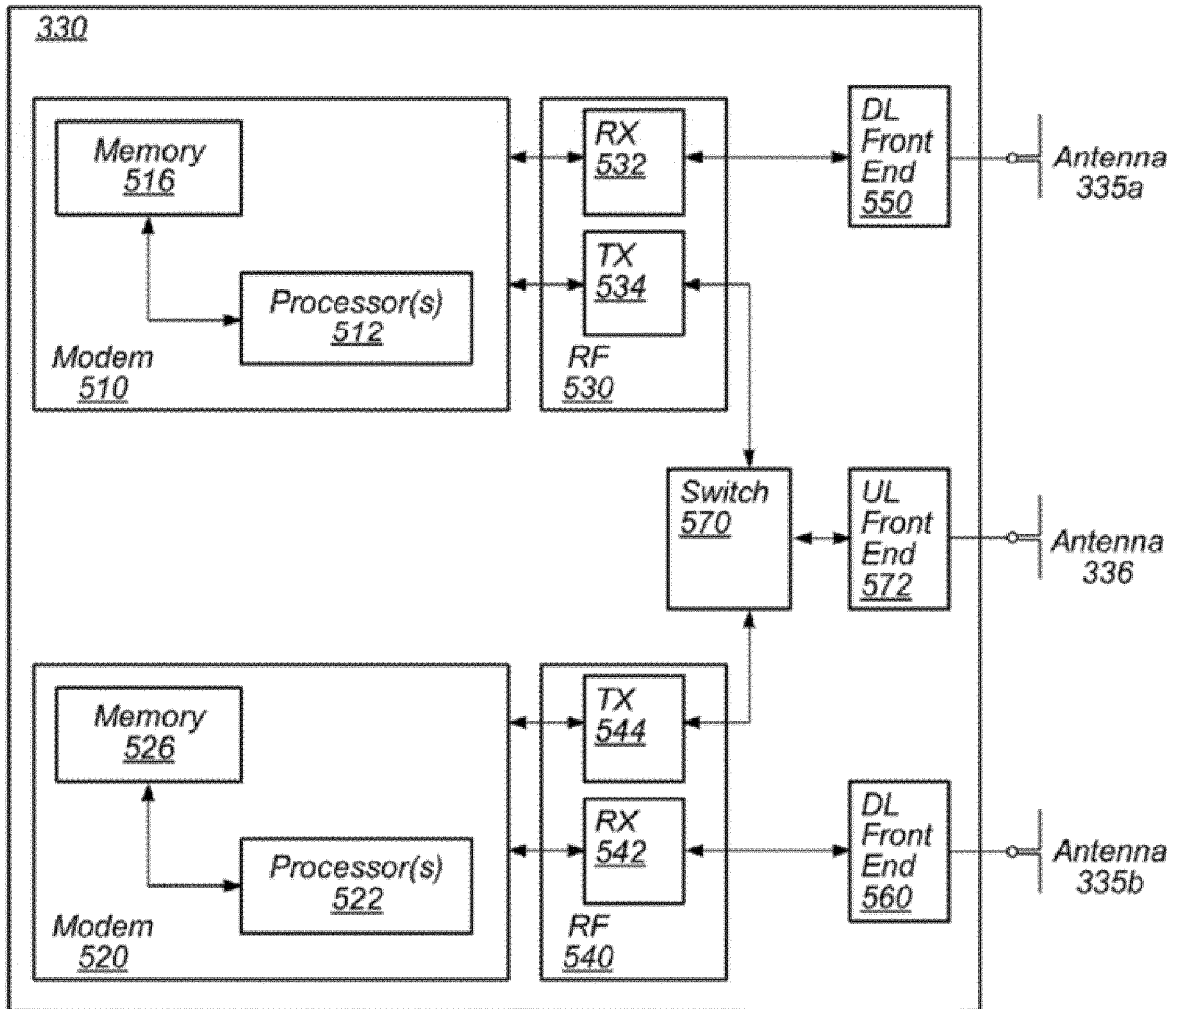 330
Memory
516
Processor(s)
512
Modem
510
RX
532
TX
534
RF
530
DL
Front
End
550
Antenna
335a
Switch
570
UL
Front
End
572
Antenna
336
Memory
526
Processor(s)
522
Modem
520
TX
544
RX
542
RF
540
DL
Front
End
560
Antenna
335b